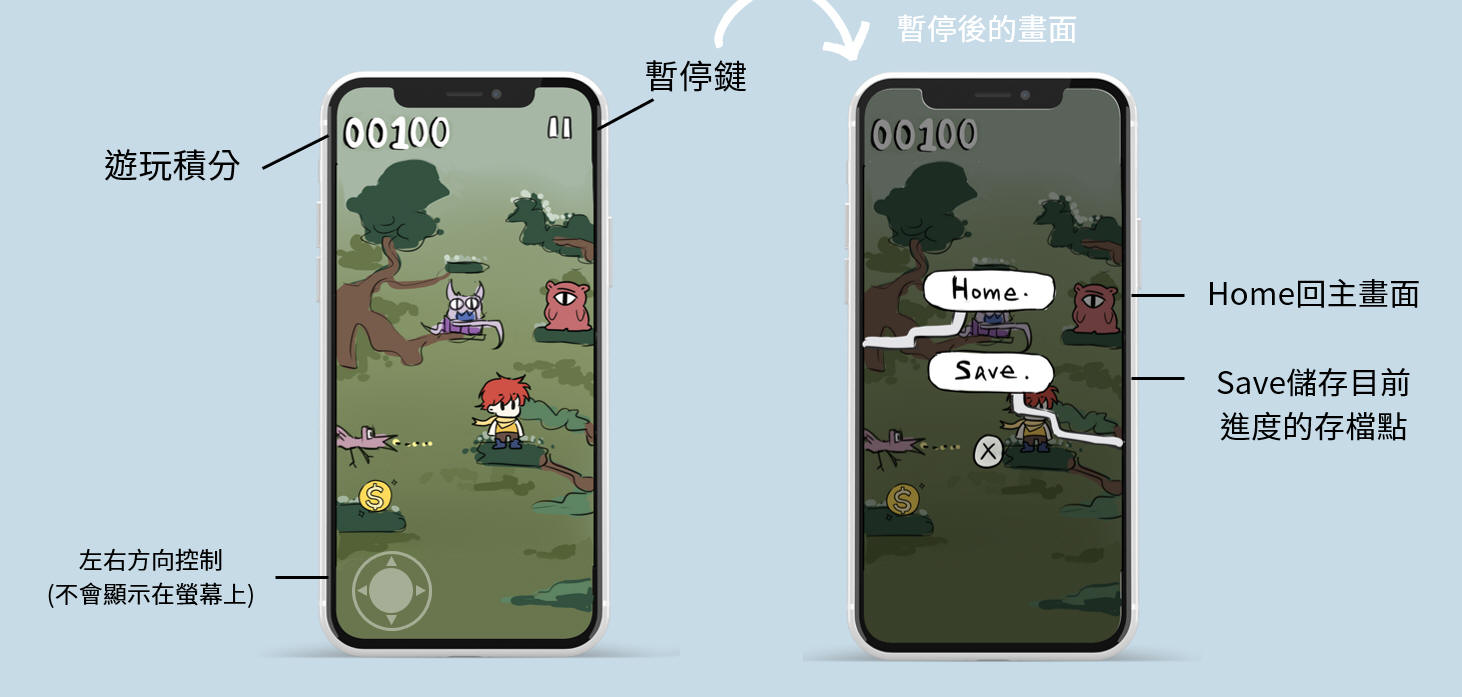 暫停後的畫面
暫停鍵
00100
遊玩積分
00100
Home.
Home回主畫面
Save.
Save儲存目前
進度的存檔點
X
$
$
左右方向控制
(不會顯示在螢幕上)